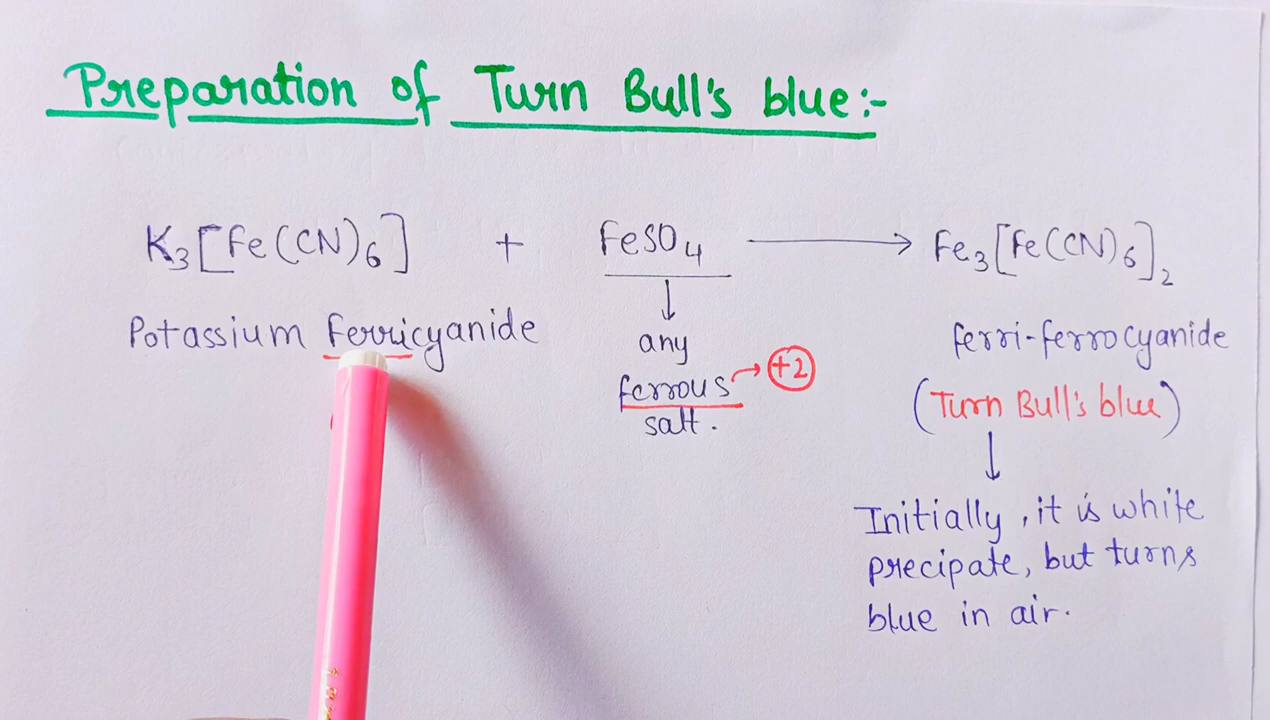 Preparation of Turn Bull's blue:-
K₃[Fe(CN)₆] + FeSO₄ ⟶ Fe₃[Fe(CN)₆]₂
Potassium Ferricyanide
↓
any
ferrous → +2
salt.
ferri-ferrocyanide
(Turn Bull's blue)
↓
Initially, it is white
precipate, but turns
blue in air.